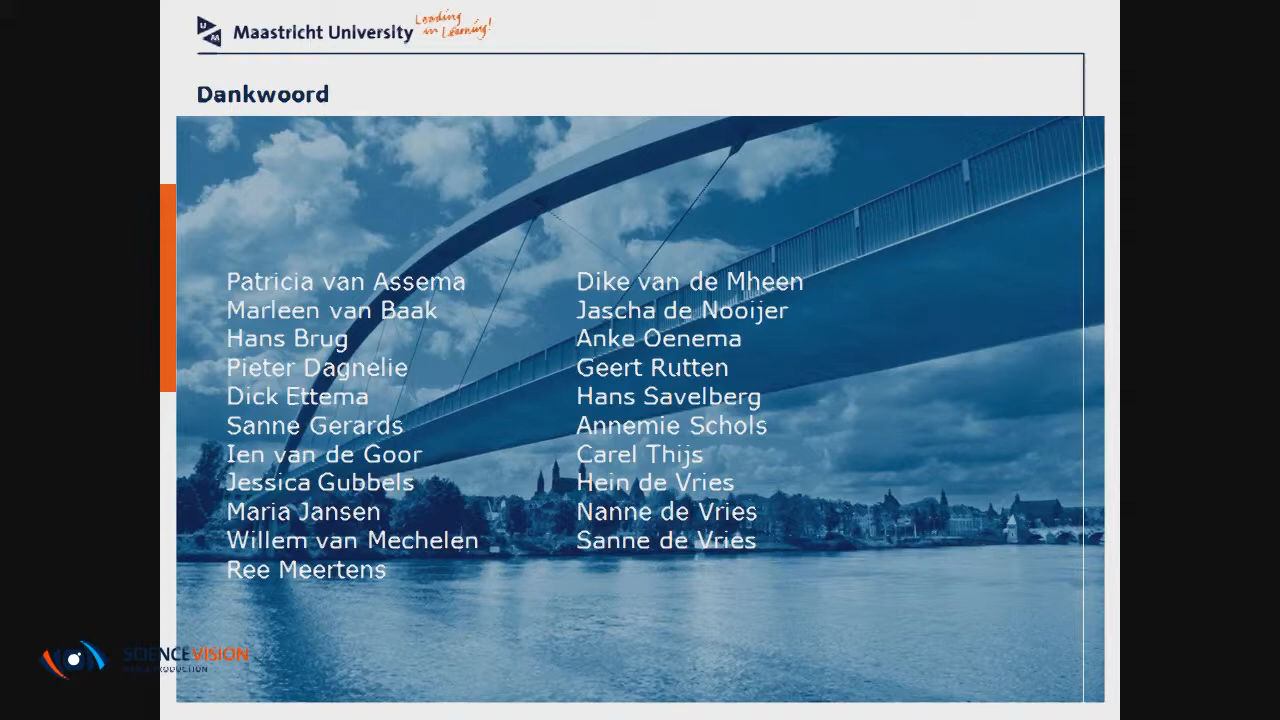 UM
Maastricht University
Leading
in Learning!
Dankwoord
Patricia van Assema
Marleen van Baak
Hans Brug
Pieter Dagnelie
Dick Ettema
Sanne Gerards
Ien van de Goor
Jessica Gubbels
Maria Jansen
Willem van Mechelen
Ree Meertens
Dike van de Mheen
Jascha de Nooijer
Anke Oenema
Geert Rutten
Hans Savelberg
Annemie Schols
Carel Thijs
Hein de Vries
Nanne de Vries
Sanne de Vries
SCIENCEVISION